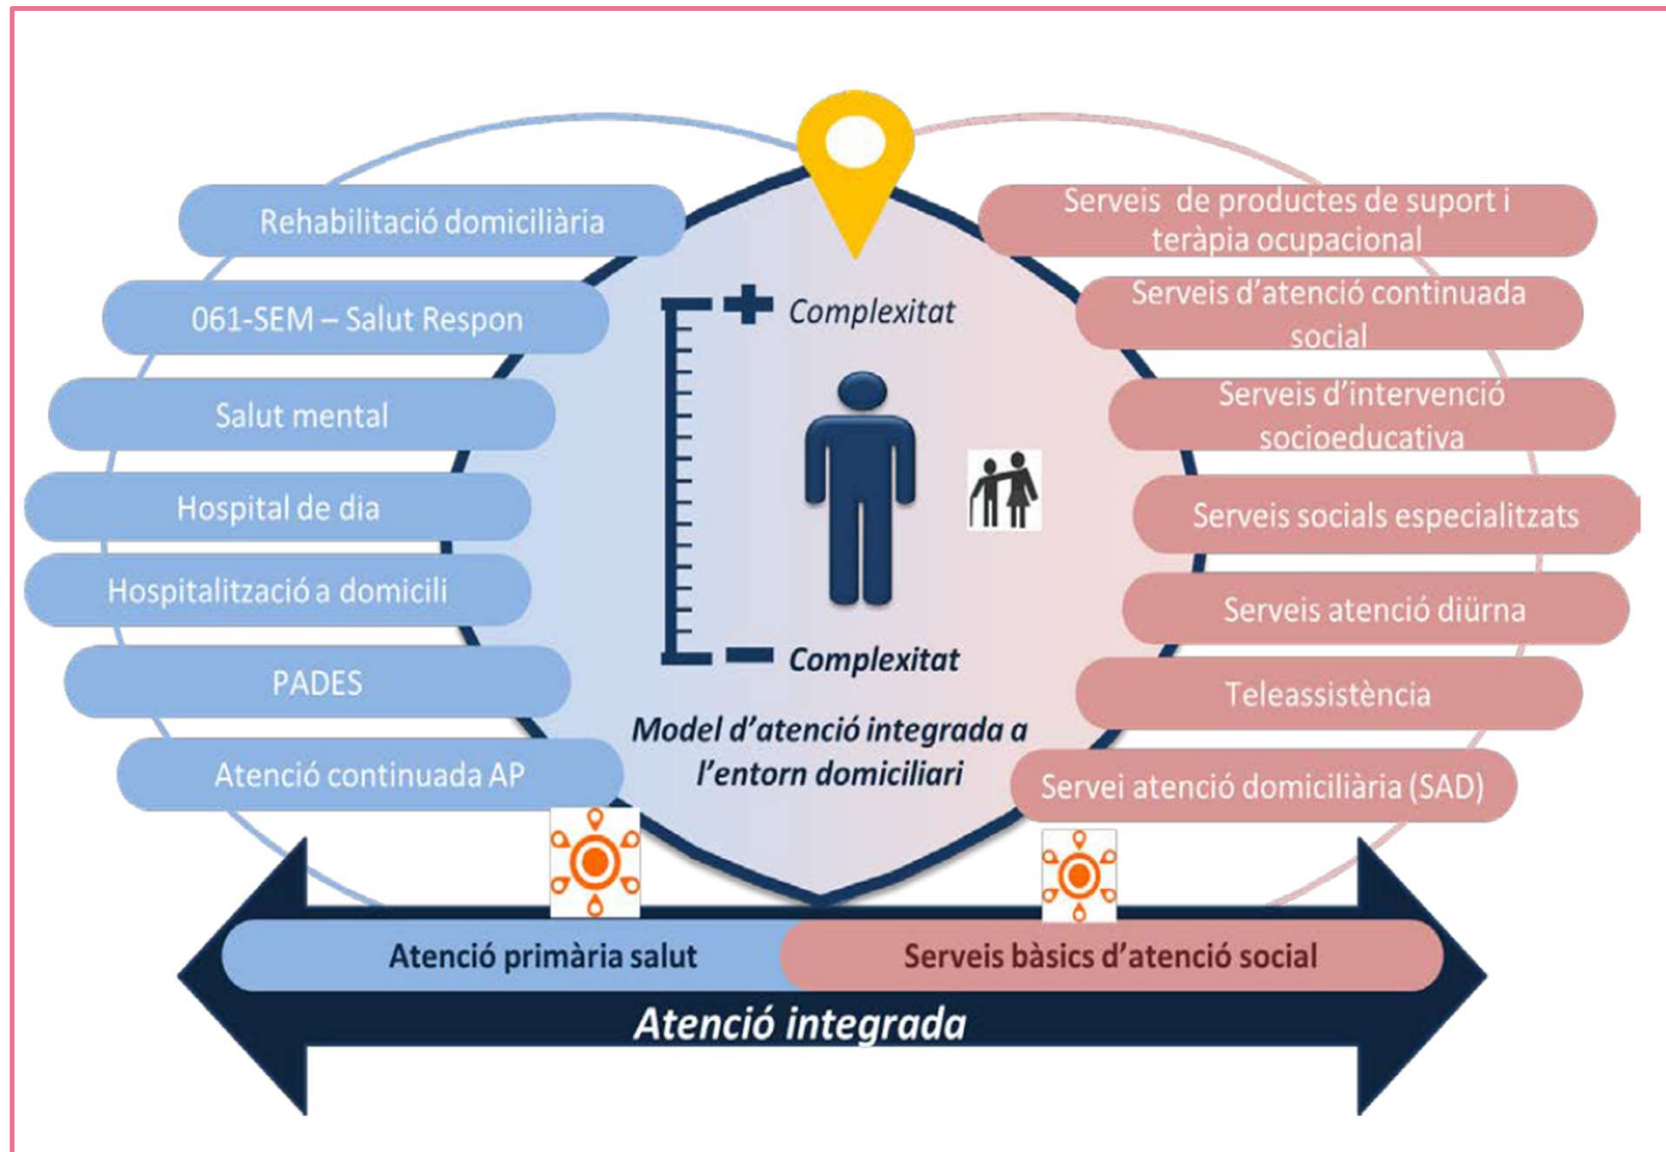 Rehabilitació domiciliària
061-SEM – Salut Respon
Salut mental
Hospital de dia
Hospitalització a domicili
PADES
Atenció continuada AP
Complexitat
Complexitat
Model d’atenció integrada a
l’entorn domiciliari
Serveis de productes de suport i
teràpia ocupacional
Serveis d’atenció continuada
social
Serveis d’intervenció
socioeducativa
Serveis socials especialitzats
Serveis atenció diürna
Teleassistència
Servei atenció domiciliària (SAD)
Atenció primària salut
Serveis bàsics d’atenció social
Atenció integrada